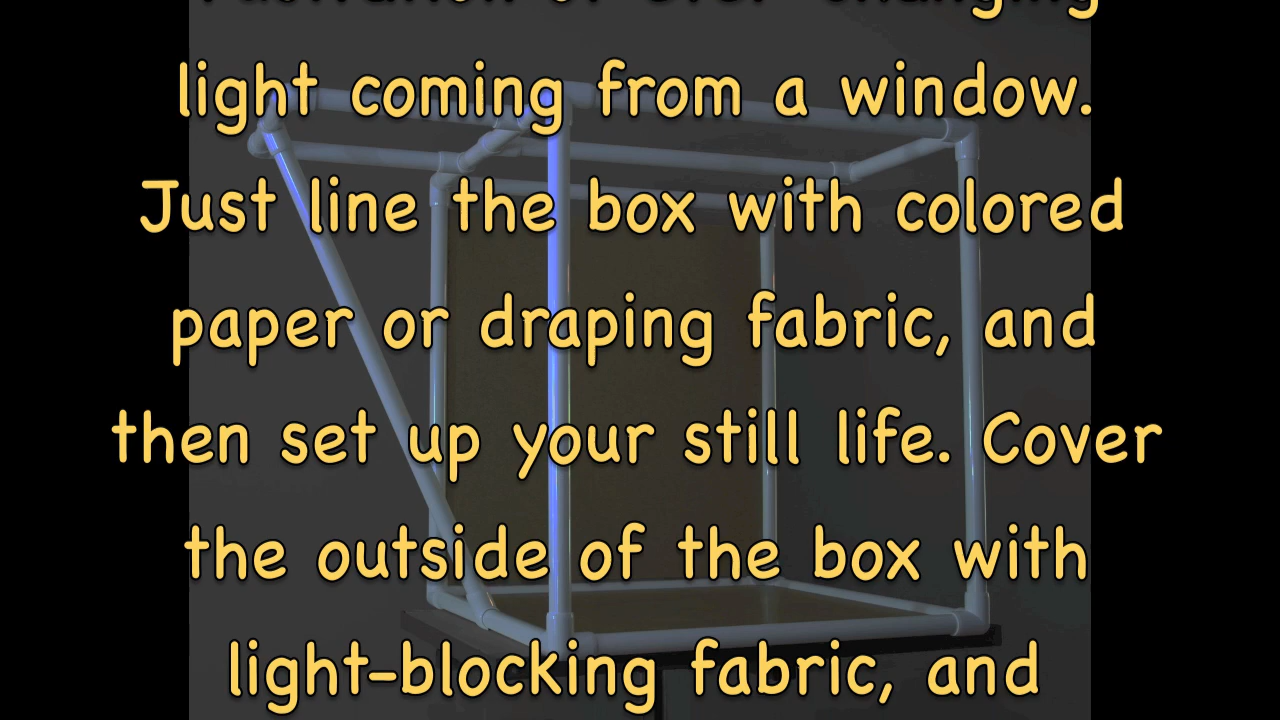 changing
light coming from a window.
Just line the box with colored
paper or draping fabric, and
then set up your still life. Cover
the outside of the box with
light-blocking fabric, and